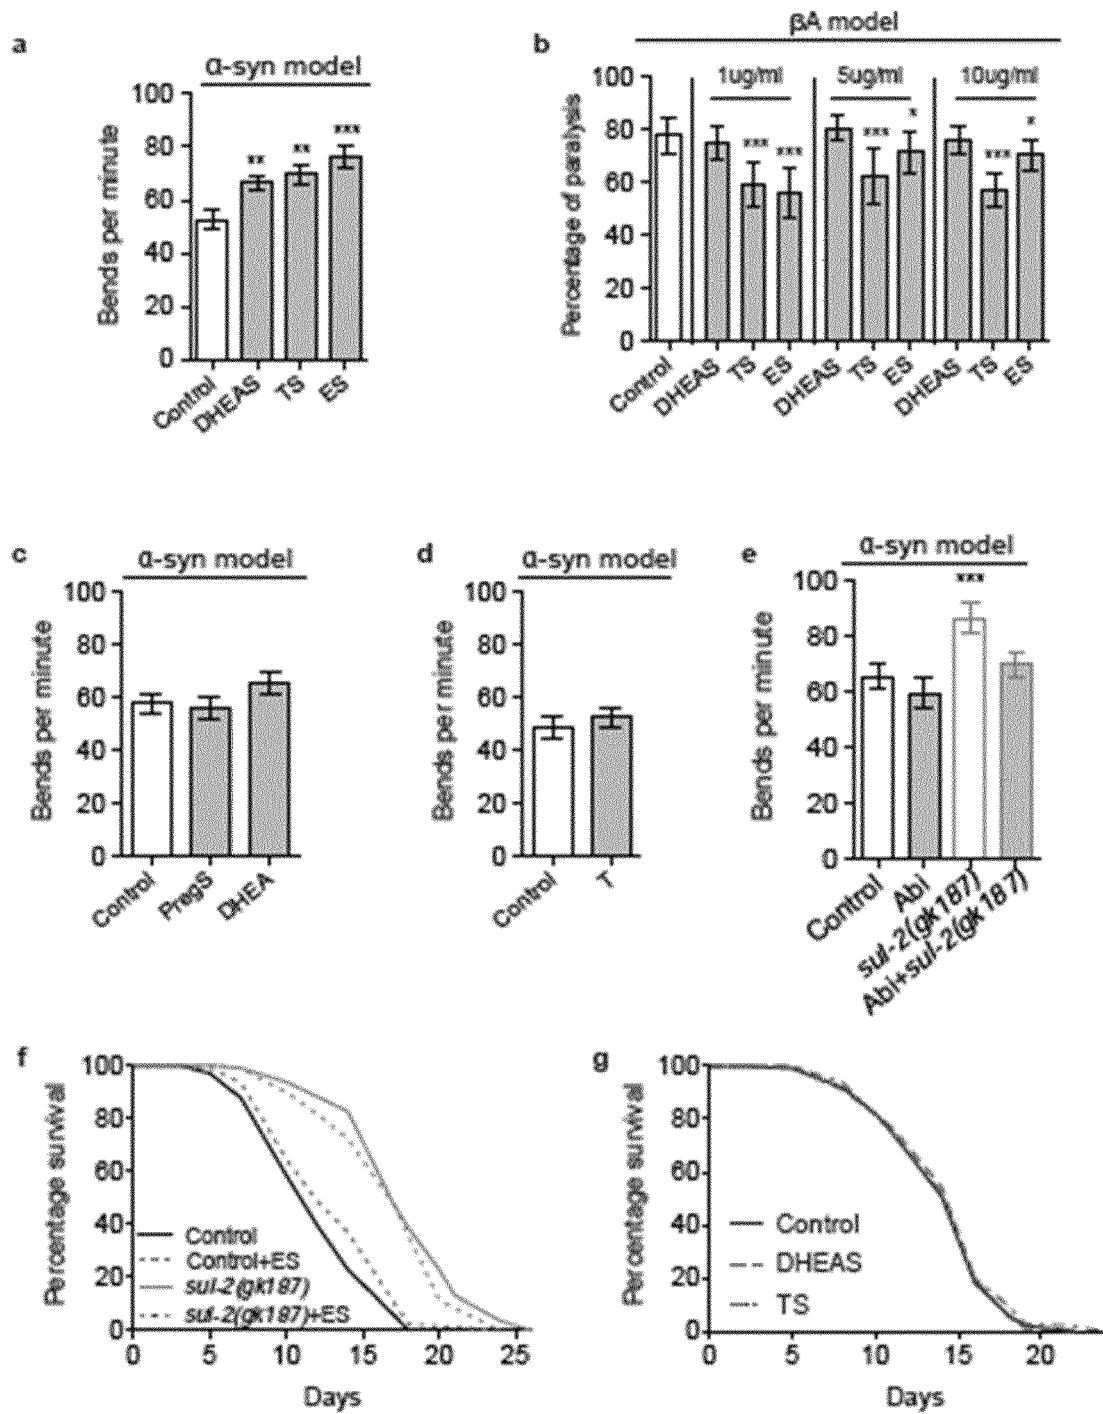 a
α-syn model
100
80
60
40
20
0
Bends per minute
**
**
***
Control
DHEAS
TS
ES
b
βA model
1ug/ml
5ug/ml
10ug/ml
100
80
60
40
20
0
Percentage of paralysis
***
***
***
*
***
*
Control
DHEAS
TS
ES
DHEAS
TS
ES
DHEAS
TS
ES
c
α-syn model
100
80
60
40
20
0
Bends per minute
Control
PregS
DHEA
d
α-syn model
100
80
60
40
20
0
Bends per minute
Control
T
e
α-syn model
***
100
80
60
40
20
0
Bends per minute
Control
Abi
sul-2(gk187)
Abi+sul-2(gk187)
f
100
80
60
40
20
0
Percentage survival
Control
Control+ES
sul-2(gk187)
sul-2(gk187)+ES
0 5 10 15 20 25
Days
g
100
80
60
40
20
0
Percentage survival
Control
DHEAS
TS
0 5 10 15 20
Days